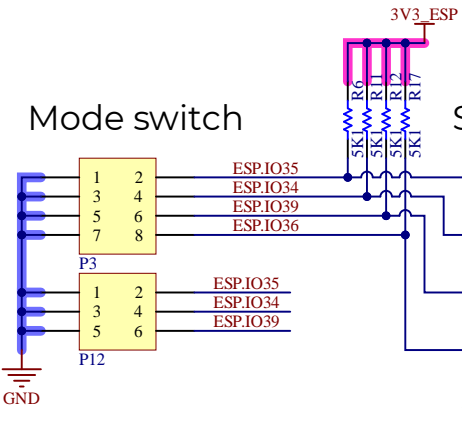 3V3_ESP
R6 R11 R12 R17
Mode switch
5K1 5K1 5K1 5K1
1 2 ESP.IO35
3 4 ESP.IO34
5 6 ESP.IO39
7 8 ESP.IO36
P3
1 2 ESP.IO35
3 4 ESP.IO34
5 6 ESP.IO39
P12
GND